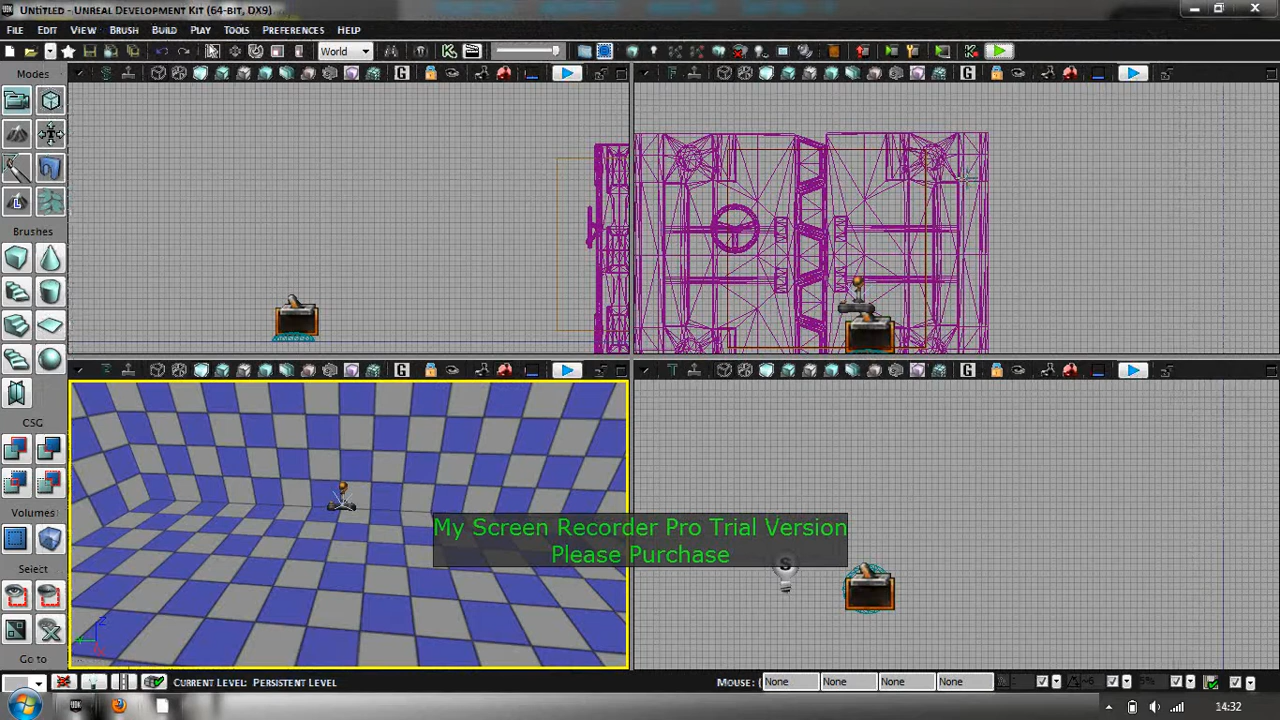 Untitled - Unreal Development Kit (64-bit, DX9)
FILE EDIT VIEW BRUSH BUILD PLAY TOOLS PREFERENCES HELP
World
Modes
G
G
L
Brushes
G
G
CSG
My Screen Recorder Pro Trial Version
Please Purchase
Volumes
S
Select
Go to
CURRENT LEVEL: PERSISTENT LEVEL
MOUSE: (
None
None
None
None
14:32